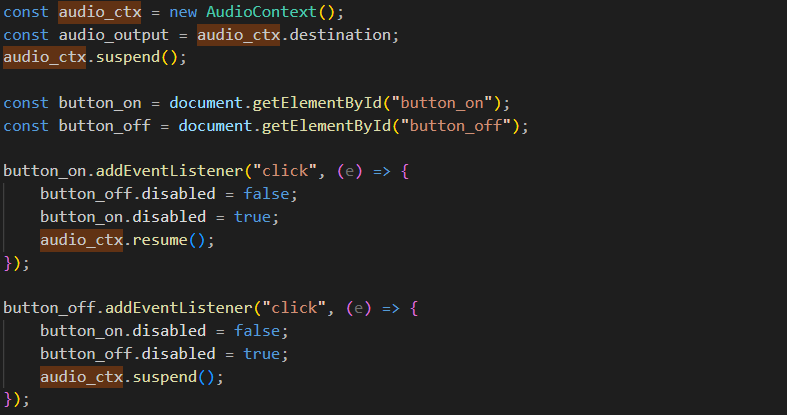 const audio_ctx = new AudioContext();
const audio_output = audio_ctx.destination;
audio_ctx.suspend();

const button_on = document.getElementById("button_on");
const button_off = document.getElementById("button_off");

button_on.addEventListener("click", (e) => {
    button_off.disabled = false;
    button_on.disabled = true;
    audio_ctx.resume();
});

button_off.addEventListener("click", (e) => {
    button_on.disabled = false;
    button_off.disabled = true;
    audio_ctx.suspend();
});